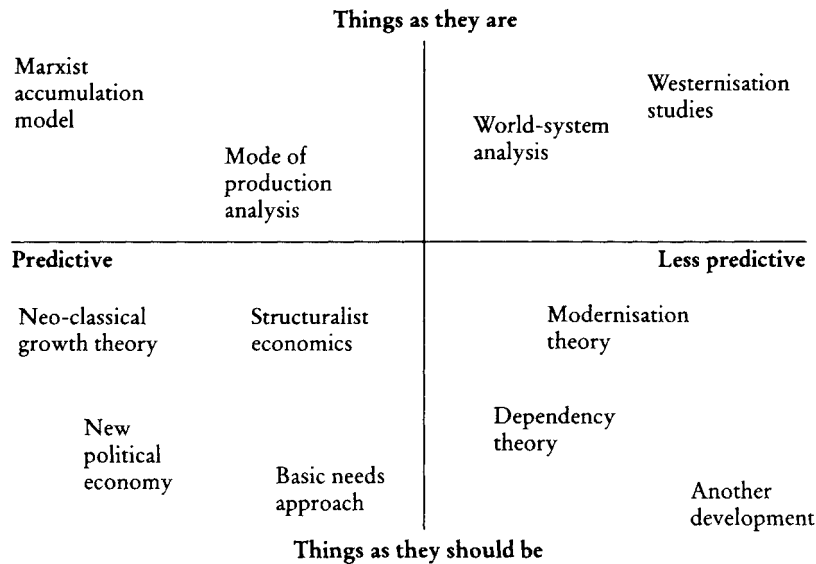 Things as they are
Marxist
accumulation
model
Mode of
production
analysis
World-system
analysis
Westernisation
studies
Predictive
Less predictive
Neo-classical
growth theory
Structuralist
economics
Modernisation
theory
New
political
economy
Basic needs
approach
Dependency
theory
Another
development
Things as they should be